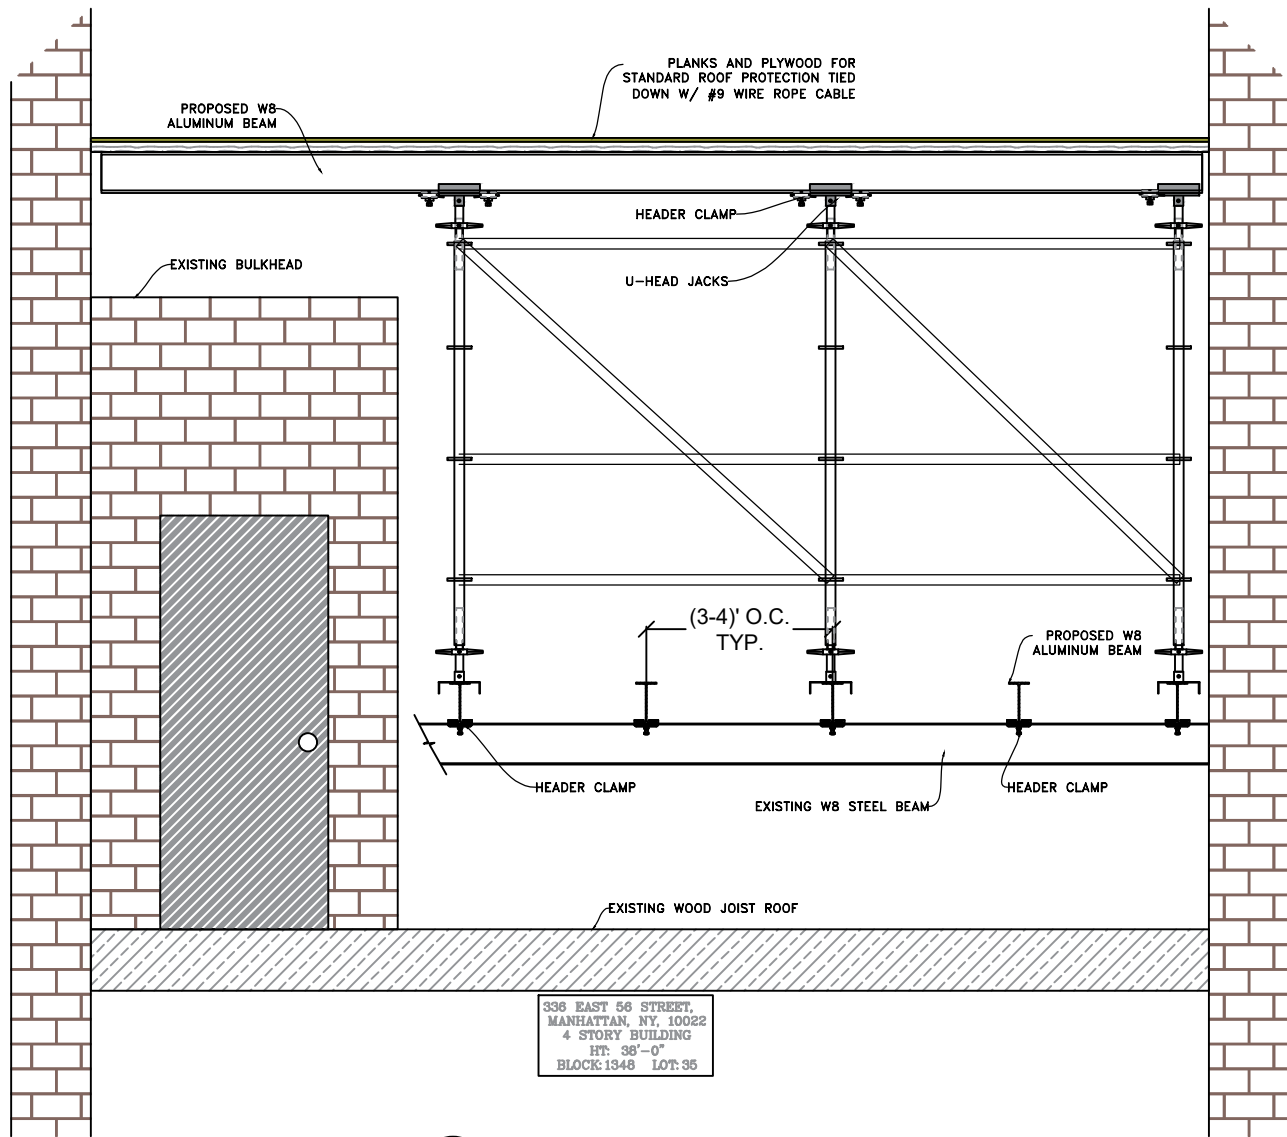 PLANKS AND PLYWOOD FOR
STANDARD ROOF PROTECTION TIED
DOWN W/ #9 WIRE ROPE CABLE
PROPOSED W8
ALUMINUM BEAM
HEADER CLAMP
EXISTING BULKHEAD
U-HEAD JACKS
(3-4)' O.C.
TYP.
PROPOSED W8
ALUMINUM BEAM
HEADER CLAMP
HEADER CLAMP
EXISTING W8 STEEL BEAM
EXISTING WOOD JOIST ROOF
336 EAST 56 STREET,
MANHATTAN, NY, 10022
4 STORY BUILDING
HT: 38'-0"
BLOCK: 1348 LOT: 35